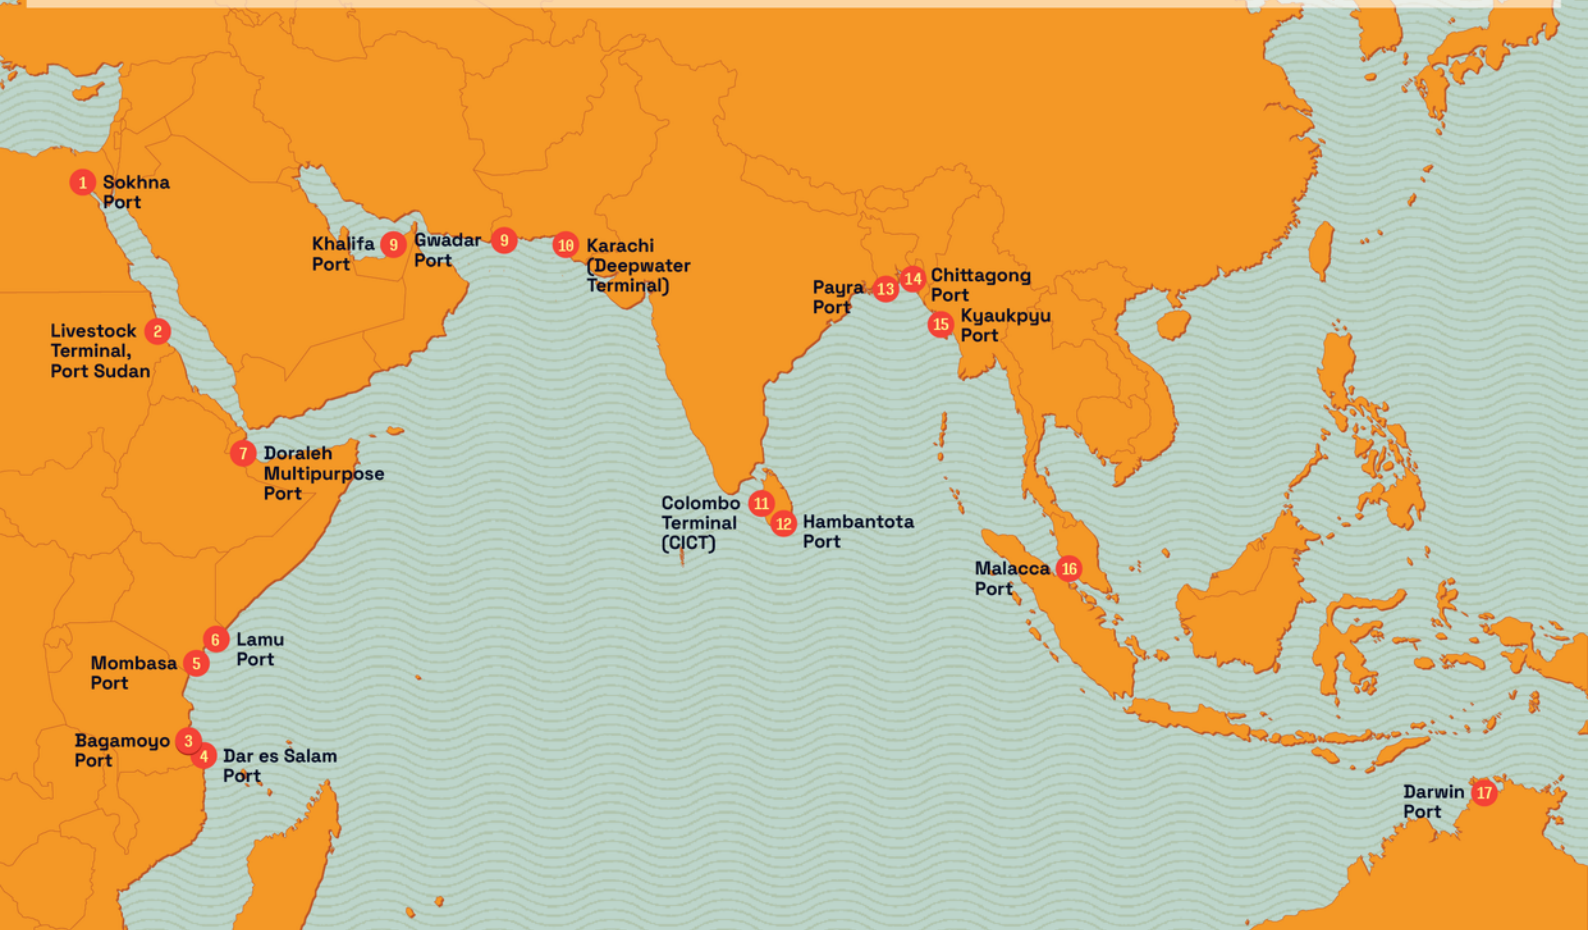 1
Sokhna
Port
Khalifa
Port
9
Gwadar
Port
9
10
Karachi
(Deepwater
Terminal)
Payra
Port
13
14
Chittagong
Port
15
Kyaukpyu
Port
Livestock
Terminal,
Port Sudan
2
7
Doraleh
Multipurpose
Port
Colombo
Terminal
(CICT)
11
12
Hambantota
Port
Malacca
Port
16
6
Lamu
Port
Mombasa
Port
5
Bagamoyo
Port
3
4
Dar es Salam
Port
Darwin
Port
17